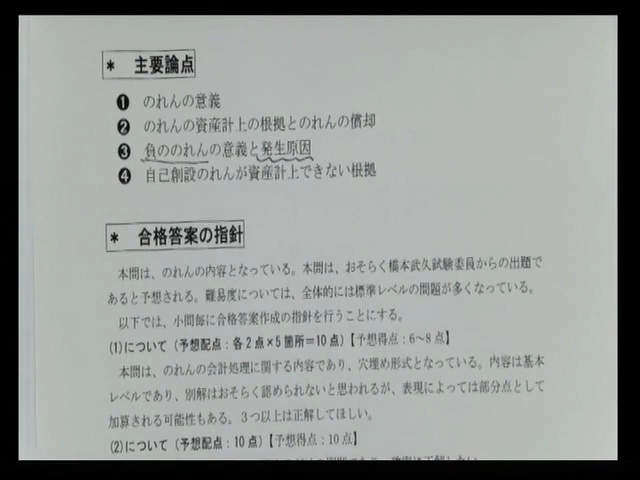 * 主要論点
❶ のれんの意義
❷ のれんの資産計上の根拠とのれんの償却
❸ 負ののれんの意義と発生原因
❹ 自己創設のれんが資産計上できない根拠
* 合格答案の指針
本問は、のれんの内容となっている。本問は、おそらく橋本武久試験委員からの出題で
あると予想される。難易度については、全体的には標準レベルの問題が多くなっている。
以下では、小問毎に合格答案作成の指針を行うことにする。
(1)について（予想配点：各2点×5箇所＝10点）【予想得点：6〜8点】
本問は、のれんの会計処理に関する内容であり、穴埋め形式となっている。内容は基本
レベルであり、別解はおそらく認められないと思われるが、表現によっては部分点として
加算される可能性もある。３つ以上は正解してほしい。
(2)について（予想配点：10点）【予想得点：10点】